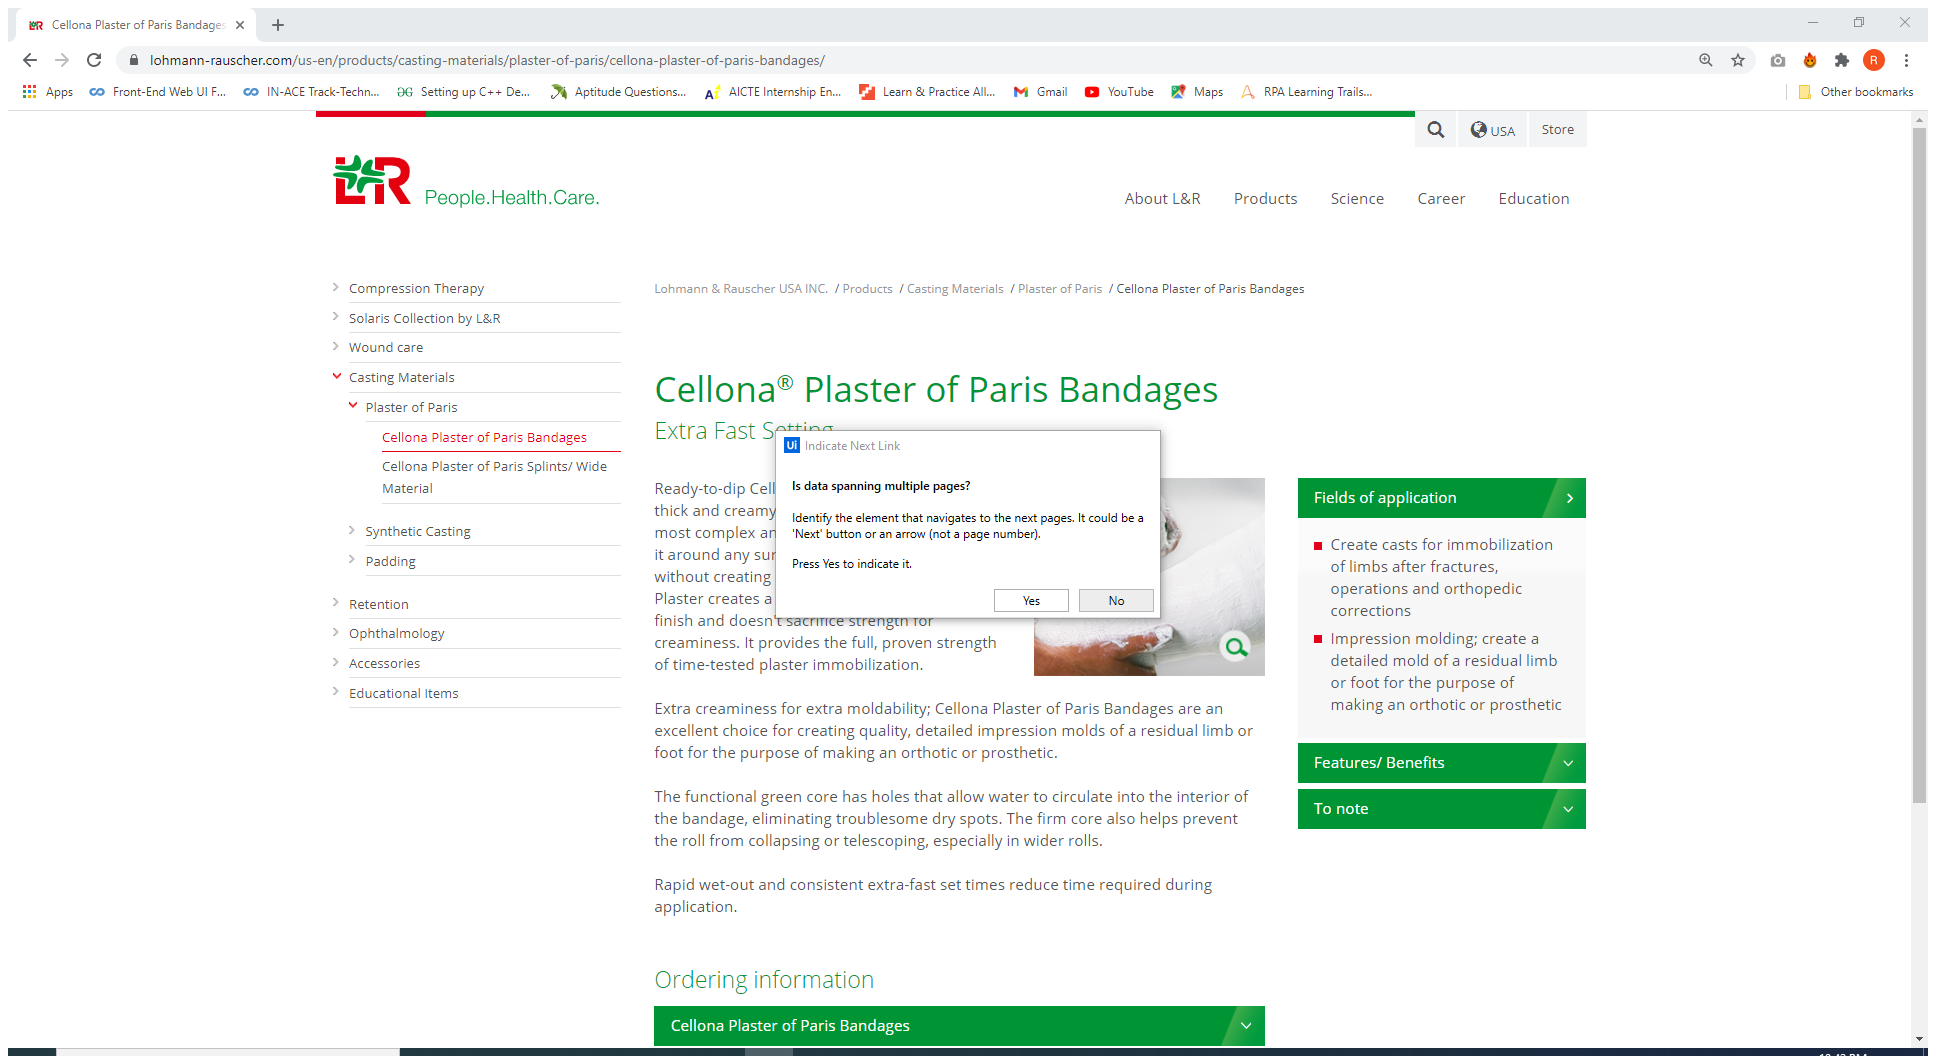 Cellona Plaster of Paris Bandages
lohmann-rauscher.com/us-en/products/casting-materials/plaster-of-paris/cellona-plaster-of-paris-bandages/
R
Apps
Front-End Web UI F...
IN-ACE Track-Techn...
Setting up C++ De...
Aptitude Questions...
AICTE Internship En...
Learn & Practice All...
Gmail
YouTube
Maps
RPA Learning Trails...
Other bookmarks
USA
Store
L&R
People.Health.Care.
About L&R
Products
Science
Career
Education
Compression Therapy
Solaris Collection by L&R
Wound care
Casting Materials
Plaster of Paris
Cellona Plaster of Paris Bandages
Cellona Plaster of Paris Splints/ Wide
Material
Synthetic Casting
Padding
Retention
Ophthalmology
Accessories
Educational Items
Lohmann & Rauscher USA INC. / Products / Casting Materials / Plaster of Paris / Cellona Plaster of Paris Bandages
Cellona® Plaster of Paris Bandages
Extra Fast Setting
Ready-to-dip Cell
thick and creamy
most complex an
it around any sur
without creating
Plaster creates a
finish and doesn't sacrifice strength for
creaminess. It provides the full, proven strength
of time-tested plaster immobilization.
Ui Indicate Next Link
Is data spanning multiple pages?
Identify the element that navigates to the next pages. It could be a
'Next' button or an arrow (not a page number).
Press Yes to indicate it.
Yes
No
Extra creaminess for extra moldability; Cellona Plaster of Paris Bandages are an
excellent choice for creating quality, detailed impression molds of a residual limb or
foot for the purpose of making an orthotic or prosthetic.
The functional green core has holes that allow water to circulate into the interior of
the bandage, eliminating troublesome dry spots. The firm core also helps prevent
the roll from collapsing or telescoping, especially in wider rolls.
Rapid wet-out and consistent extra-fast set times reduce time required during
application.
Ordering information
Cellona Plaster of Paris Bandages
Fields of application
Create casts for immobilization
of limbs after fractures,
operations and orthopedic
corrections
Impression molding; create a
detailed mold of a residual limb
or foot for the purpose of
making an orthotic or prosthetic
Features/ Benefits
To note